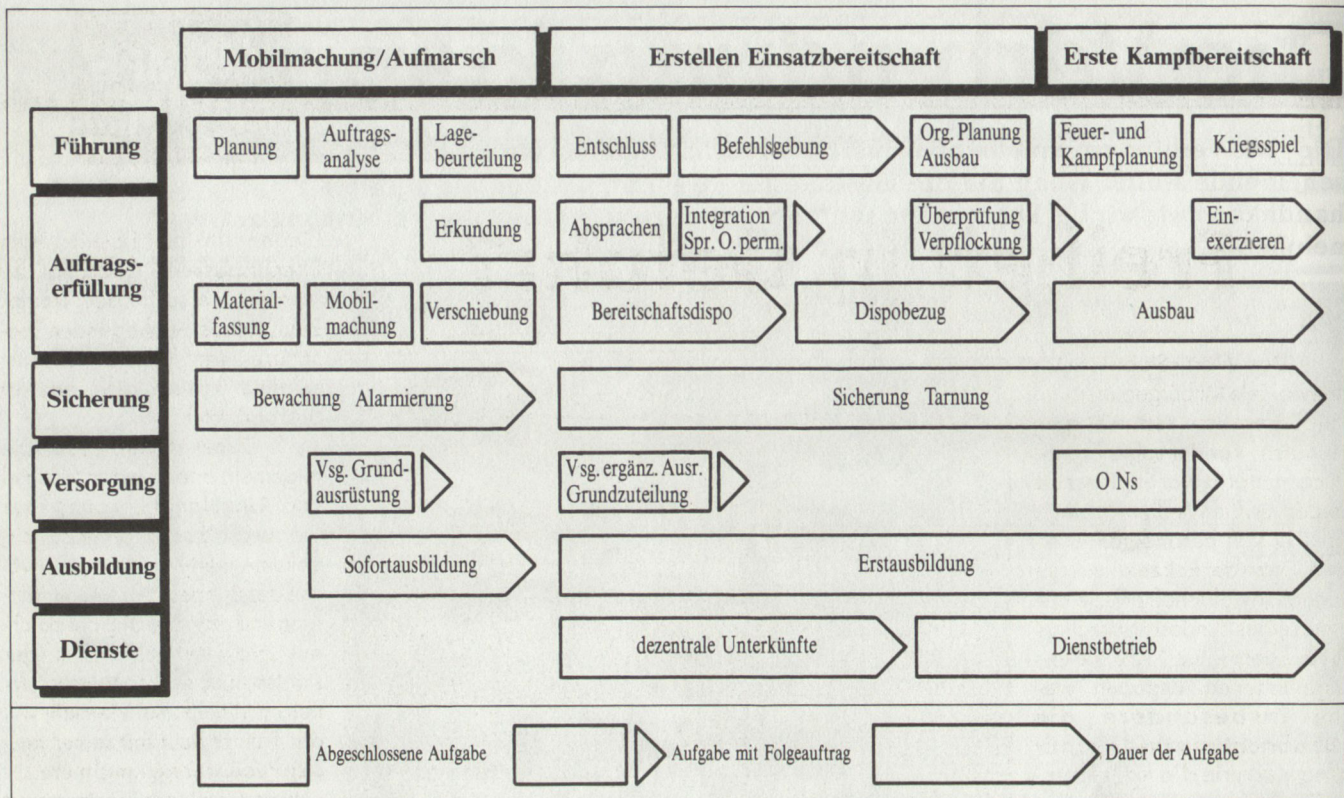 Mobilmachung/Aufmarsch
Erstellen Einsatzbereitschaft
Erste Kampfbereitschaft
Führung
Planung
Auftrags-
analyse
Lage-
beurteilung
Entschluss
Befehlsgebung
Org. Planung
Ausbau
Feuer- und
Kampfplanung
Kriegsspiel
Auftrags-
erfüllung
Erkundung
Absprachen
Integration
Spr. O. perm.
Überprüfung
Verpflockung
Ein-
exerzieren
Material-
fassung
Mobil-
machung
Verschiebung
Bereitschaftsdispo
Dispobezug
Ausbau
Sicherung
Bewachung Alarmierung
Sicherung Tarnung
Versorgung
Vsg. Grund-
ausrüstung
Vsg. ergänz. Ausr.
Grundzuteilung
O Ns
Ausbildung
Sofortausbildung
Erstausbildung
Dienste
dezentrale Unterkünfte
Dienstbetrieb
Abgeschlosene Aufgabe
Aufgabe mit Folgeauftrag
Dauer der Aufgabe